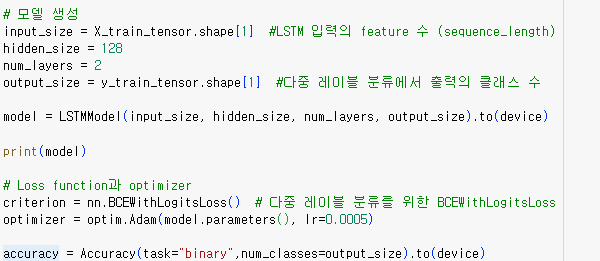 # 모델 생성
input_size = X_train_tensor.shape[1]  #LSTM 입력의 feature 수 (sequence_length)
hidden_size = 128
num_layers = 2
output_size = y_train_tensor.shape[1]  #다중 레이블 분류에서 출력의 클래스 수
model = LSTMModel(input_size, hidden_size, num_layers, output_size).to(device)
print(model)
# Loss function과 optimizer
criterion = nn.BCEWithLogitsLoss()  # 다중 레이블 분류를 위한 BCEWithLogitsLoss
optimizer = optim.Adam(model.parameters(), lr=0.0005)
accuracy = Accuracy(task="binary",num_classes=output_size).to(device)